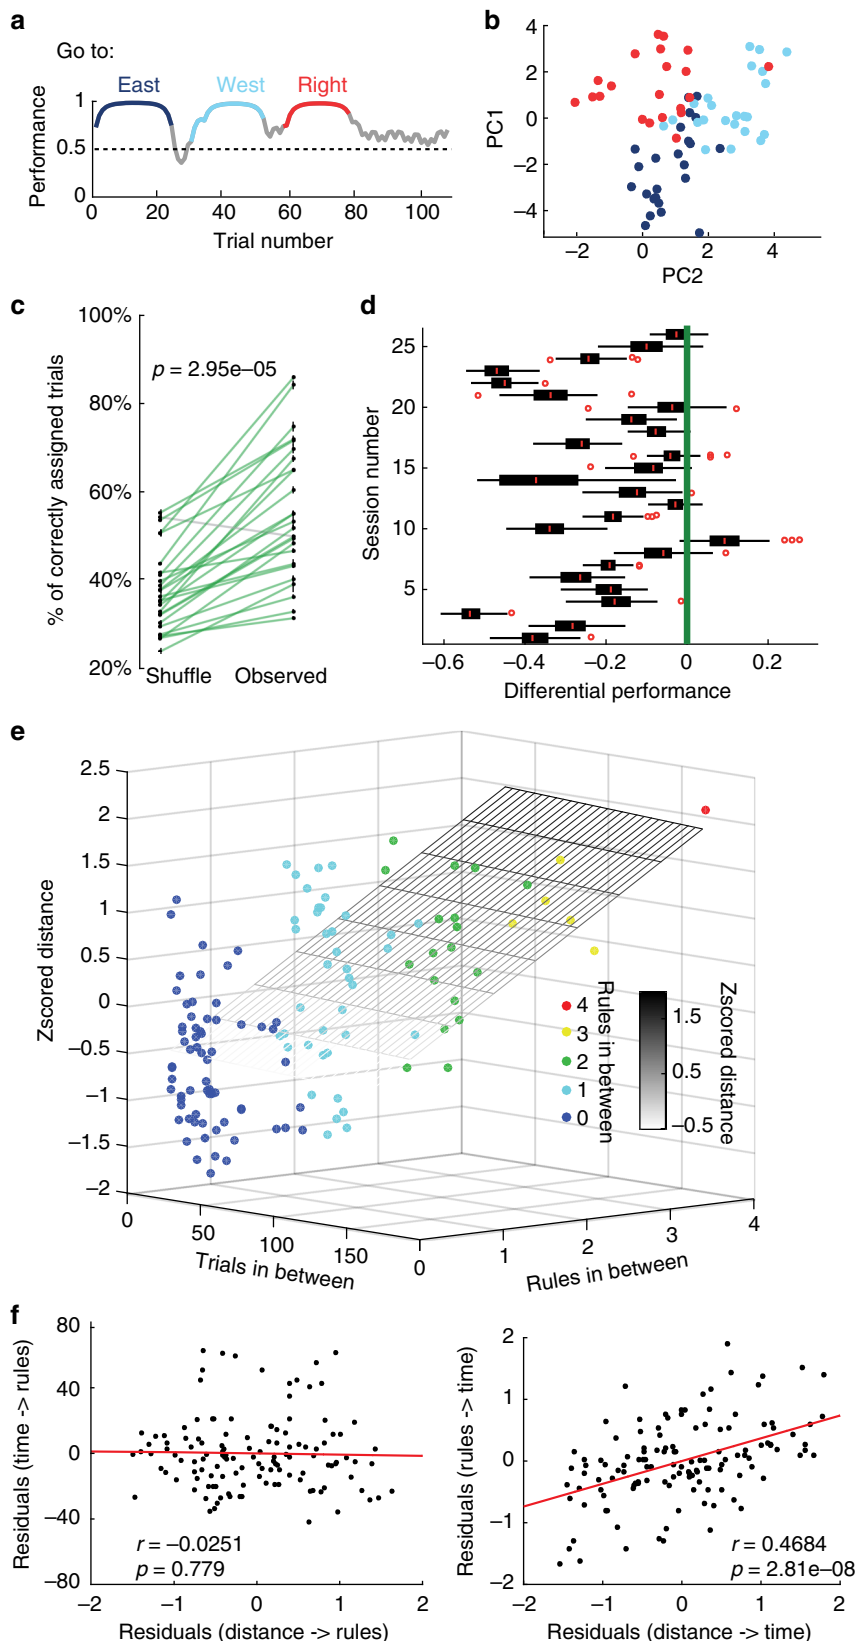 a
Go to:
East West Right
Performance
1
0.5
0
0 20 40 60 80 100
Trial number
b
PC1
4
2
0
−2
−4
−2 0 2 4
PC2
c
% of correctly assigned trials
100%
80%
60%
40%
20%
p = 2.95e−05
Shuffle Observed
d
Session number
25
20
15
10
5
−0.6 −0.4 −0.2 0 0.2
Differential performance
e
Zscored distance
2.5
2
1.5
1
0.5
0
−0.5
−1
−1.5
−2
0 50 100 150
Trials in between
0 1 2 3 4
Rules in between
4
3
2
1
0
Rules in between
1.5
0.5
−0.5
Zscored distance
f
Residuals (time -> rules)
80
40
0
−40
−80
r = −0.0251
p = 0.779
−2 −1 0 1 2
Residuals (distance -> rules)
Residuals (rules -> time)
2
1
0
−1
−2
r = 0.4684
p = 2.81e−08
−2 −1 0 1 2
Residuals (distance -> time)